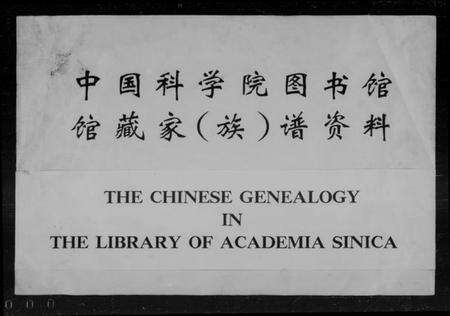 中国科学院图书馆
馆藏家(族)谱资料
THE CHINESE GENEALOGY
IN
THE LIBRARY OF ACADEMIA SINICA
000